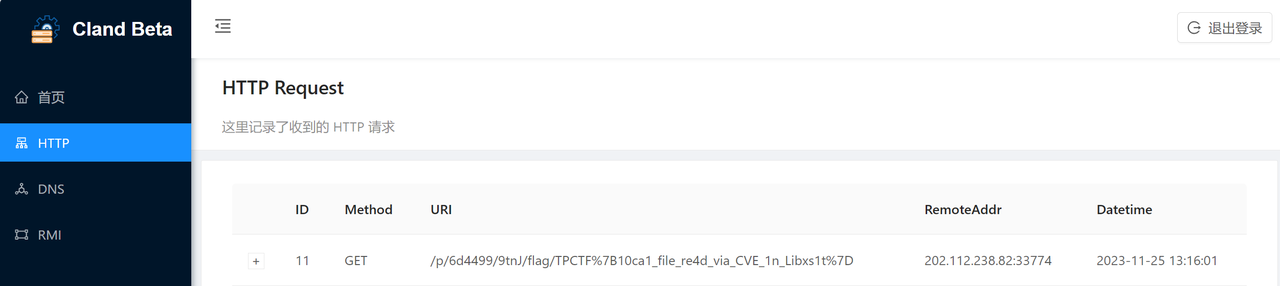 Cland Beta
退出登录
首页
HTTP
DNS
RMI
HTTP Request
这里记录了收到的 HTTP 请求
ID Method URI RemoteAddr Datetime
+ 11 GET /p/6d4499/9tnJ/flag/TPCTF%7B10ca1_file_re4d_via_CVE_1n_Libxs1t%7D 202.112.238.82:33774 2023-11-25 13:16:01